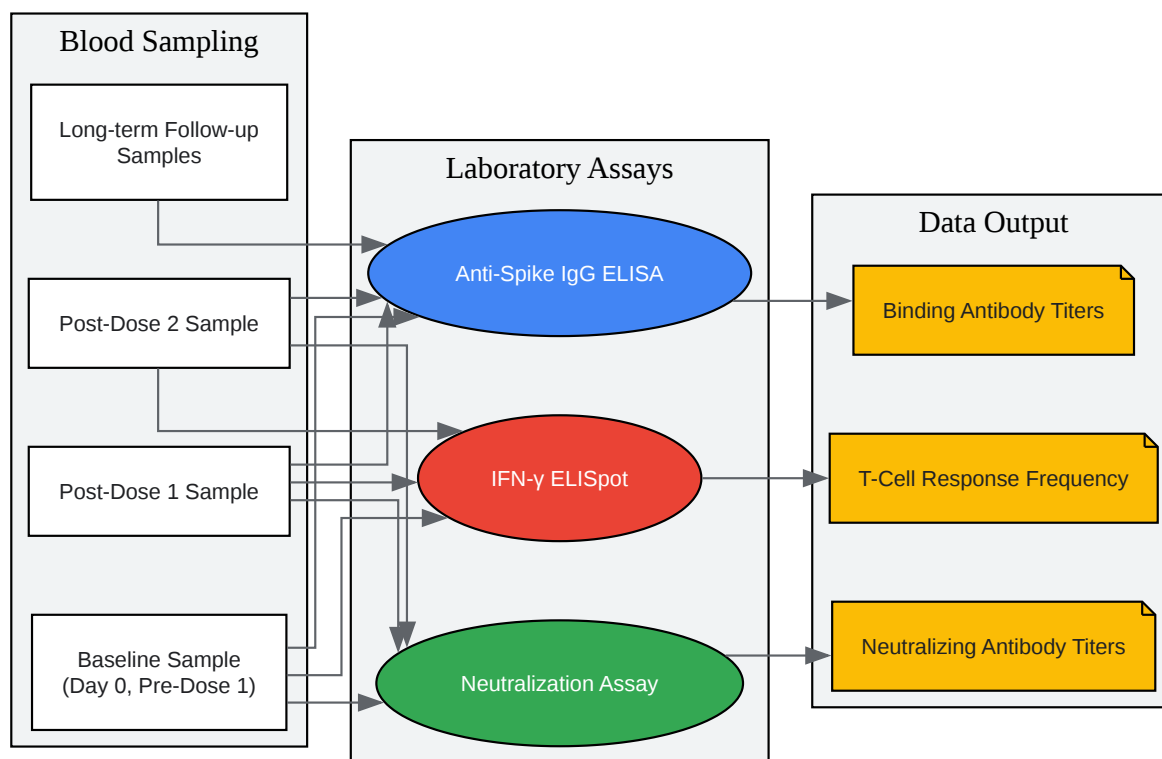 Blood Sampling
Long-term Follow-up
Samples
Post-Dose 2 Sample
Post-Dose 1 Sample
Baseline Sample
(Day 0, Pre-Dose 1)
Laboratory Assays
Anti-Spike IgG ELISA
IFN-γ ELISpot
Neutralization Assay
Data Output
Binding Antibody Titers
T-Cell Response Frequency
Neutralizing Antibody Titers